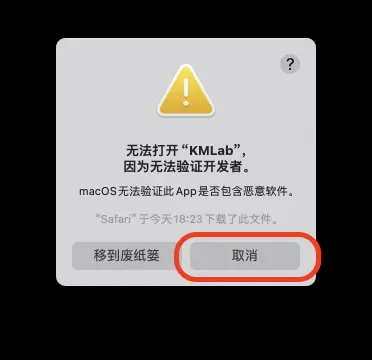 ?
无法打开“KMLab”,
因为无法验证开发者。
macOS无法验证此App是否包含恶意软件。
“Safari”于今天18:23下载了此文件。
移到废纸篓 取消